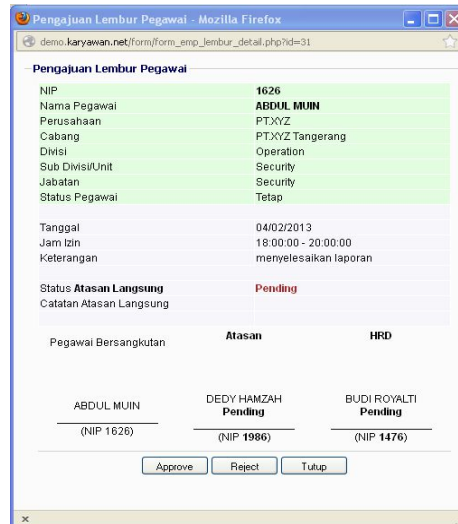 Pengajuan Lembur Pegawai - Mozilla Firefox
demo.karyawan.net/form/form_emp_lembur_detail.php?id=31
Pengajuan Lembur Pegawai
NIP 1626
Nama Pegawai ABDUL MUIN
Perusahaan PT.XYZ
Cabang PT.XYZ Tangerang
Divisi Operation
Sub Divisi/Unit Security
Jabatan Security
Status Pegawai Tetap
Tanggal 04/02/2013
Jam Izin 18:00:00 - 20:00:00
Keterangan menyelesaikan laporan
Status Atasan Langsung Pending
Catatan Atasan Langsung
Pegawai Bersangkutan Atasan HRD
ABDUL MUIN DEDY HAMZAH BUDI ROYALTI
Pending Pending
(NIP 1626) (NIP 1986) (NIP 1476)
Approve Reject Tutup
x